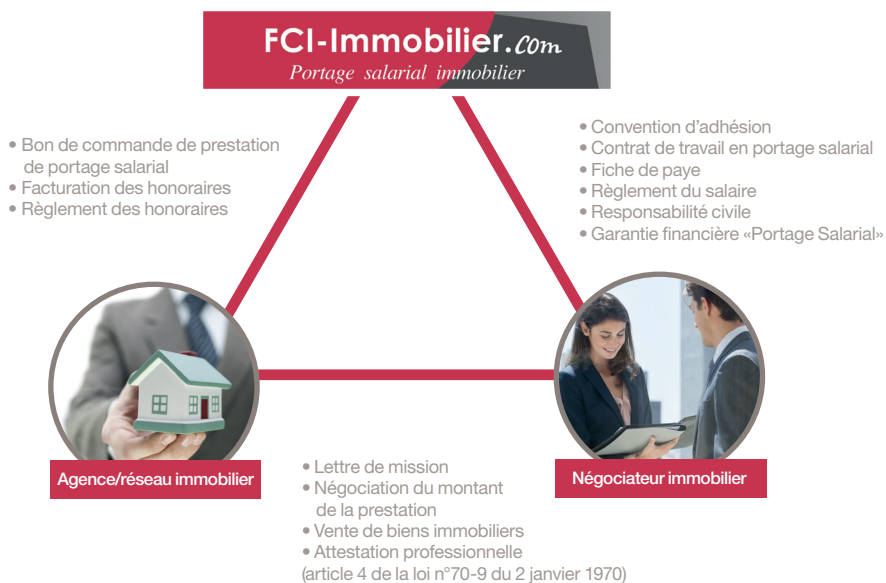 FCI-Immobilier.com
Portage salarial immobilier
• Bon de commande de prestation
de portage salarial
• Facturation des honoraires
• Règlement des honoraires
• Convention d’adhésion
• Contrat de travail en portage salarial
• Fiche de paye
• Règlement du salaire
• Responsabilité civile
• Garantie financière «Portage Salarial»
Agence/réseau immobilier
Négociateur immobilier
• Lettre de mission
• Négociation du montant
de la prestation
• Vente de biens immobiliers
• Attestation professionnelle
(article 4 de la loi n°70-9 du 2 janvier 1970)